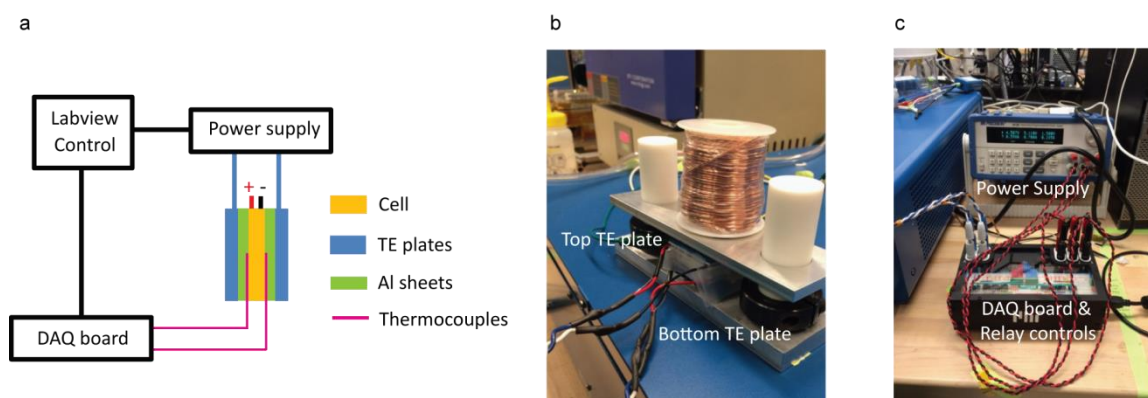 a
b
c
Labview
Control
Power supply
+ -
Cell
TE plates
Al sheets
Thermocouples
DAQ board
Top TE plate
Bottom TE plate
Power Supply
DAQ board &
Relay controls